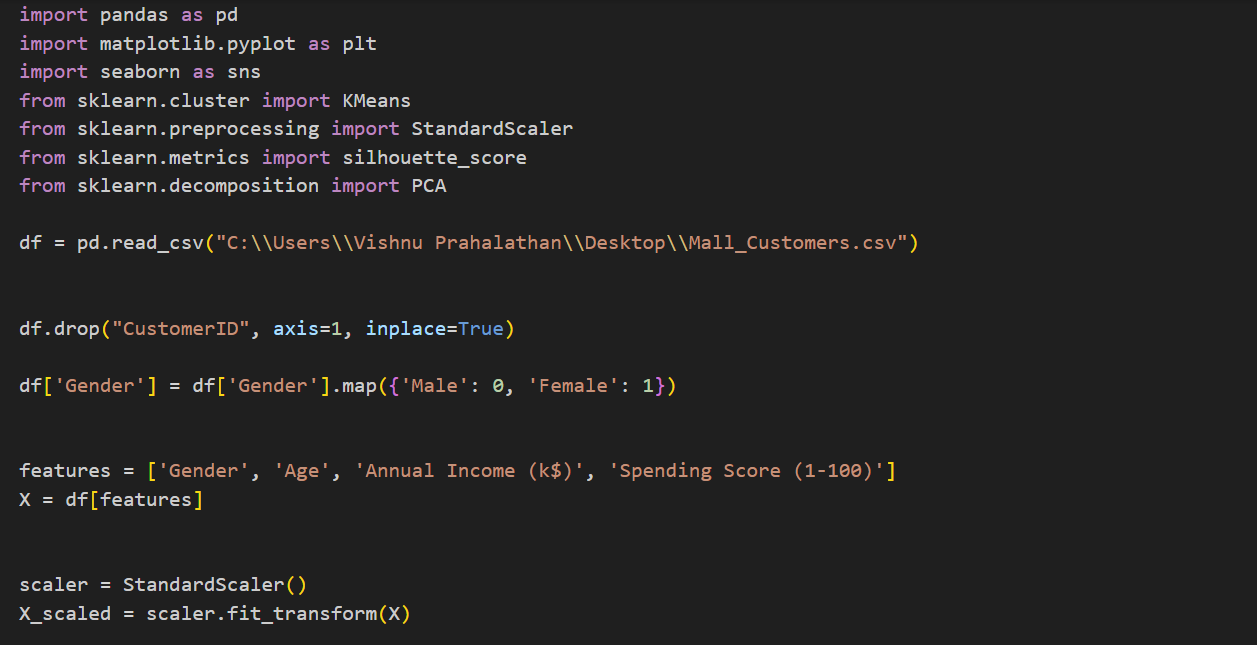 import pandas as pd
import matplotlib.pyplot as plt
import seaborn as sns
from sklearn.cluster import KMeans
from sklearn.preprocessing import StandardScaler
from sklearn.metrics import silhouette_score
from sklearn.decomposition import PCA
df = pd.read_csv("C:\\Users\\Vishnu Prahalathan\\Desktop\\Mall_Customers.csv")
df.drop("CustomerID", axis=1, inplace=True)
df['Gender'] = df['Gender'].map({'Male': 0, 'Female': 1})
features = ['Gender', 'Age', 'Annual Income (k$)', 'Spending Score (1-100)']
X = df[features]
scaler = StandardScaler()
X_scaled = scaler.fit_transform(X)